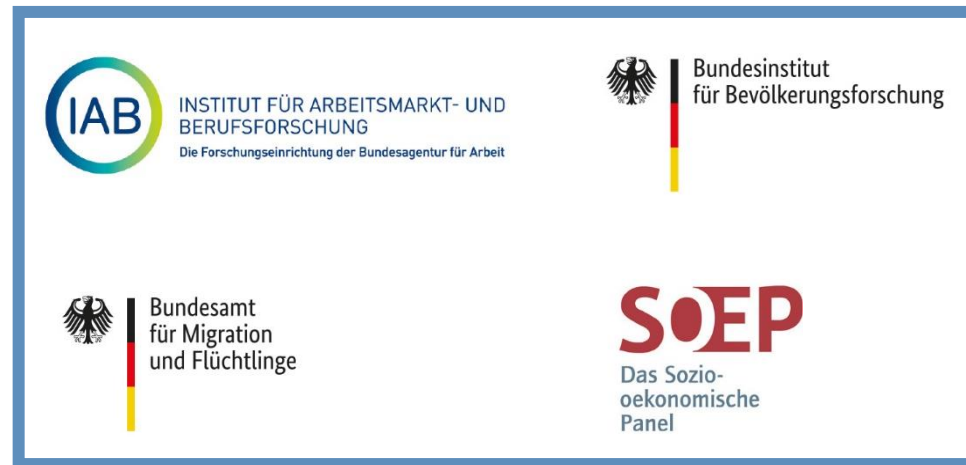 IAB
INSTITUT FÜR ARBEITSMARKT- UND
BERUFSFORSCHUNG
Die Forschungseinrichtung der Bundesagentur für Arbeit
Bundesinstitut
für Bevölkerungsforschung
Bundesamt
für Migration
und Flüchtlinge
SOEP
Das Sozio-
oekonomische
Panel